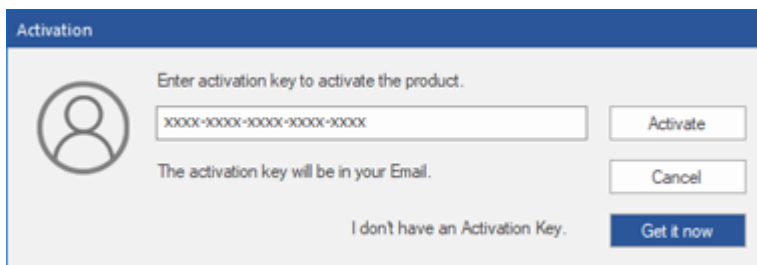 Activation
Enter activation key to activate the product.
xxxx-xxxx-xxxx-xxxx-xxxx
Activate
The activation key will be in your Email.
Cancel
I don't have an Activation Key.
Get it now